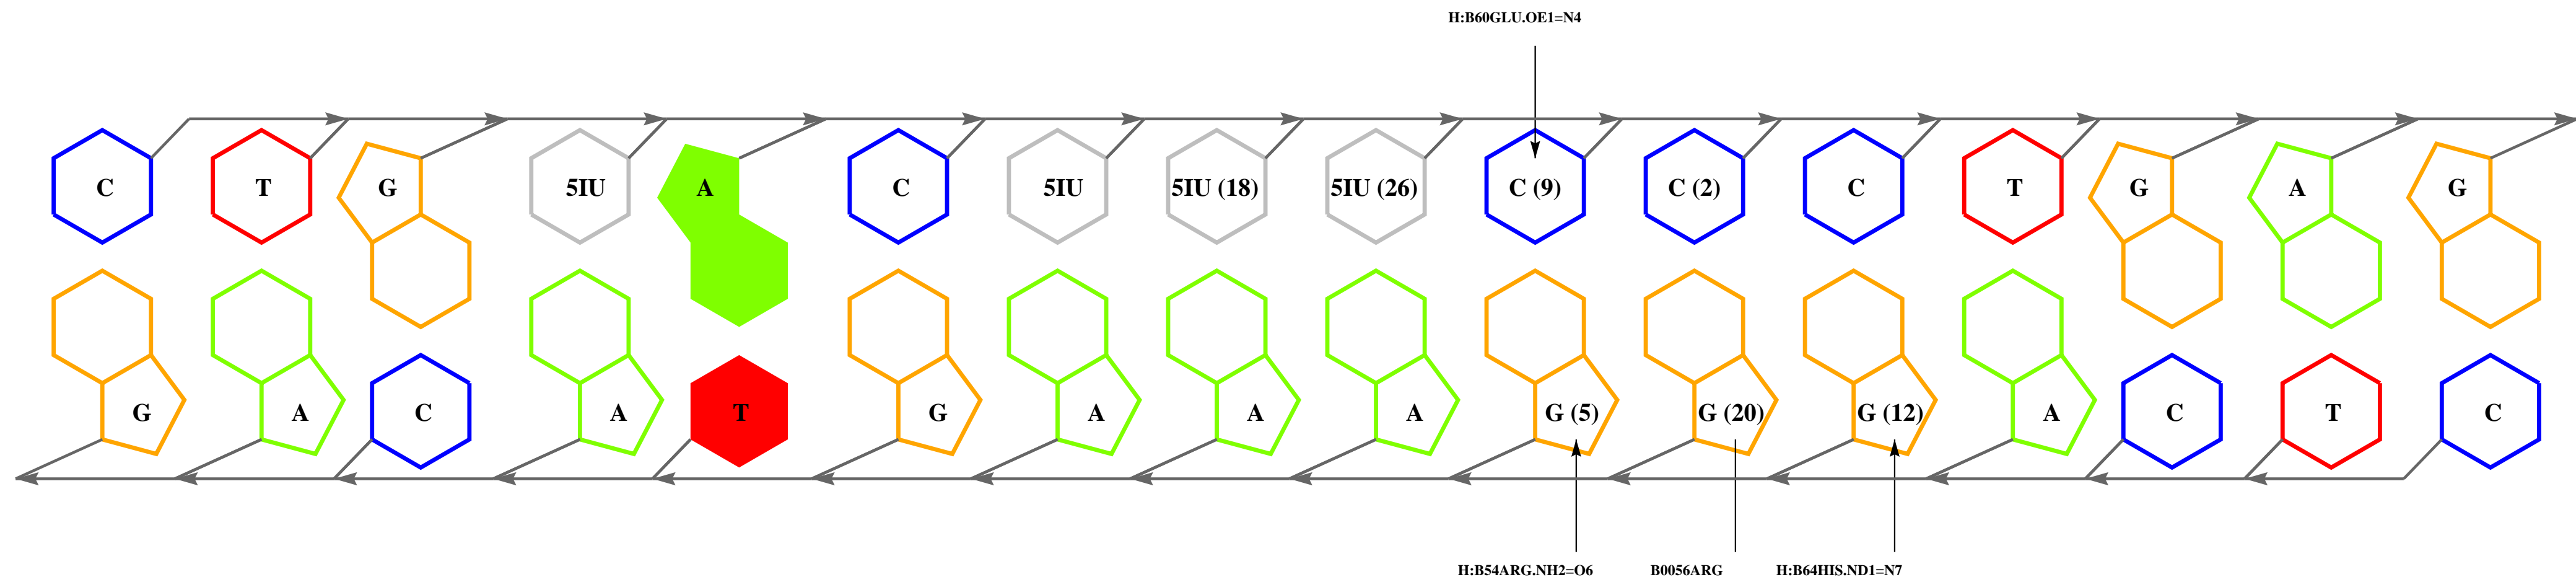 H:B60GLU.OE1=N4
C T G 5IU A C 5IU 5IU (18) 5IU (26) C (9) C (2) C T G A G
G A C A T G A A A G (5) G (20) G (12) A C T C
H:B54ARG.NH2=O6 B0056ARG H:B64HIS.ND1=N7